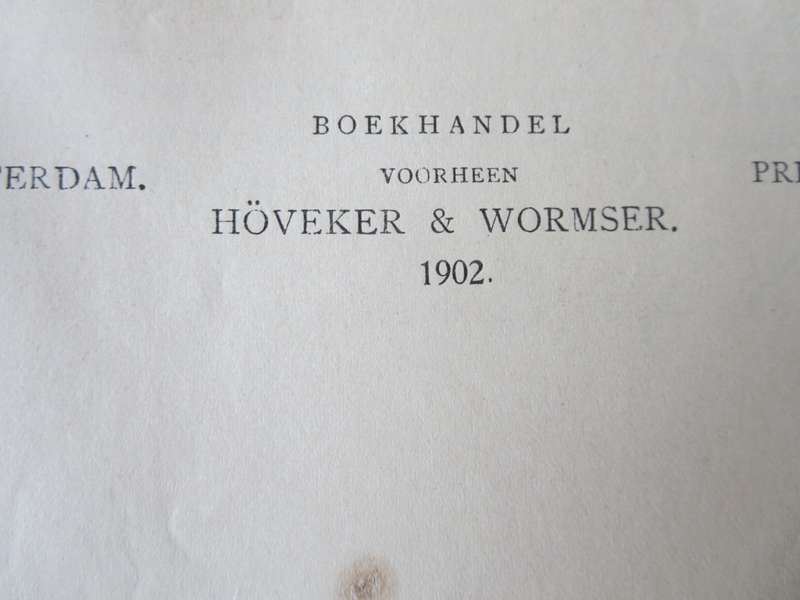 BOEKHANDEL
VOORHEEN
HÖVEKER & WORMSER.
1902.